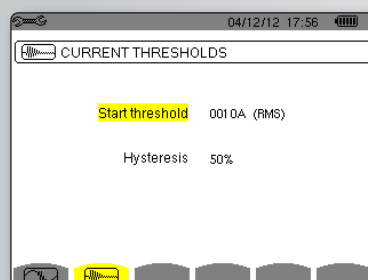 04/12/12 17:56
CURRENT THRESHOLDS
Start threshold 0010A (RMS)
Hysteresis 50%